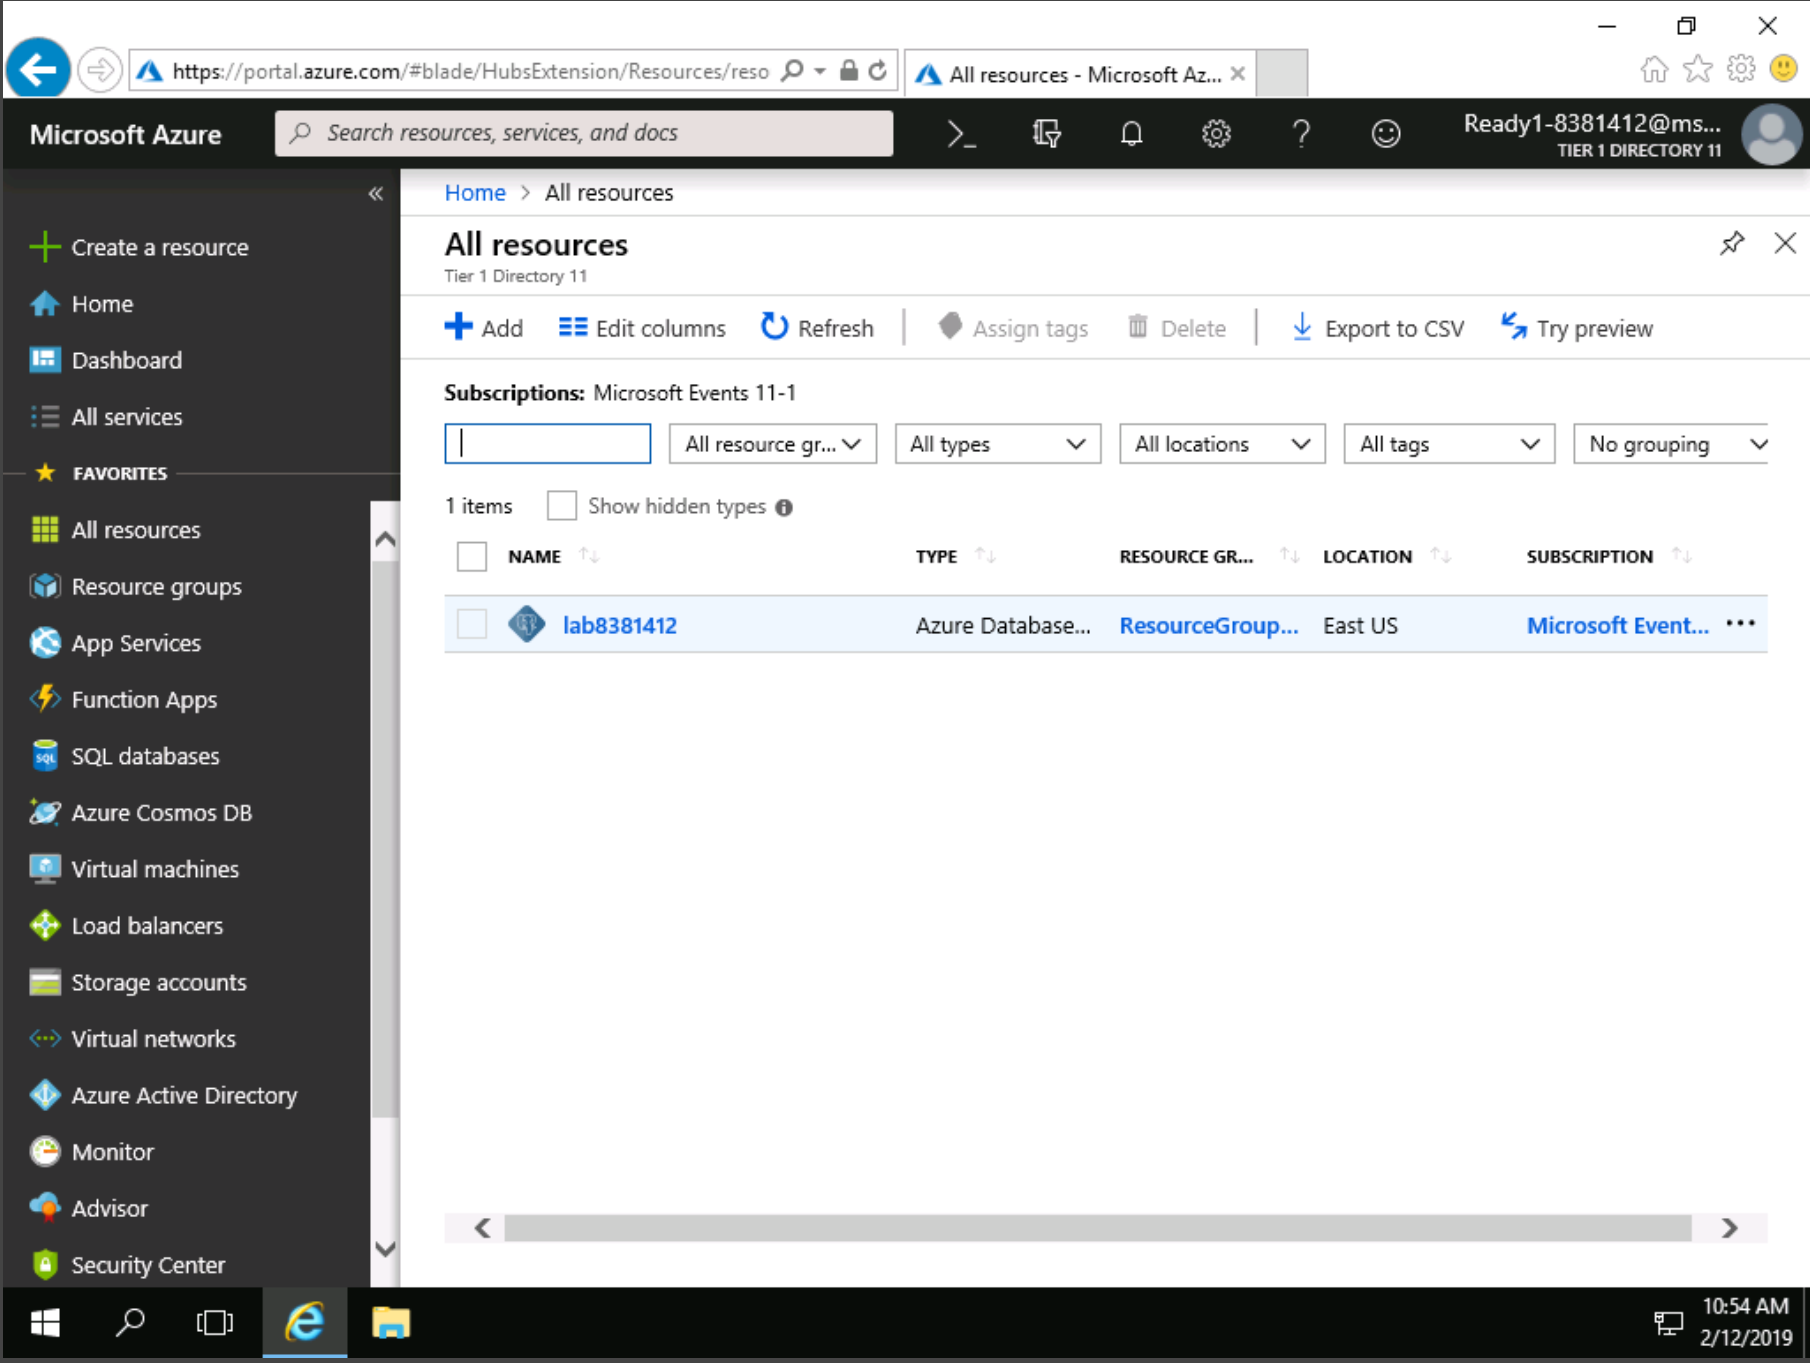 https://portal.azure.com/#blade/HubsExtension/Resources/reso
All resources - Microsoft Az...
Microsoft Azure
Search resources, services, and docs
Ready1-8381412@ms...
TIER 1 DIRECTORY 11
Create a resource
Home
Dashboard
All services
FAVORITES
All resources
Resource groups
App Services
Function Apps
SQL
SQL databases
Azure Cosmos DB
Virtual machines
Load balancers
Storage accounts
Virtual networks
Azure Active Directory
Monitor
Advisor
Security Center
Home > All resources
All resources
Tier 1 Directory 11
Add Edit columns Refresh Assign tags Delete Export to CSV Try preview
Subscriptions: Microsoft Events 11-1
All resource gr... All types All locations All tags No grouping
1 items Show hidden types
NAME TYPE RESOURCE GR... LOCATION SUBSCRIPTION
lab8381412 Azure Database... ResourceGroup... East US Microsoft Event... ...
10:54 AM
2/12/2019